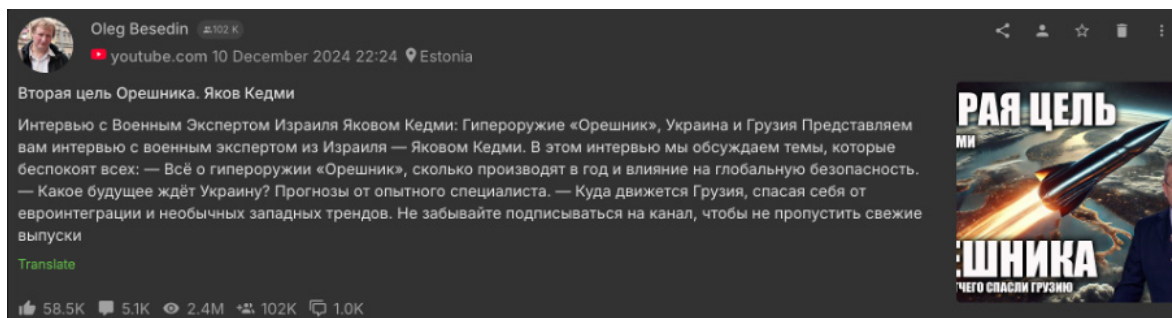 Oleg Besedin 102 K
youtube.com 10 December 2024 22:24 Estonia
Вторая цель Орешника. Яков Кедми
Интервью с Военным Экспертом Израиля Яковом Кедми: Гипероружие «Орешник», Украина и Грузия Представляем
вам интервью с военным экспертом из Израиля — Яковом Кедми. В этом интервью мы обсуждаем темы, которые
беспокоят всех: — Всё о гипероружии «Орешник», сколько производят в год и влияние на глобальную безопасность.
— Какое будущее ждёт Украину? Прогнозы от опытного специалиста. — Куда движется Грузия, спасая себя от
евроинтеграции и необычных западных трендов. Не забывайте подписываться на канал, чтобы не пропустить свежие
выпуски
Translate
58.5K 5.1K 2.4M 102K 1.0K
РАЯ ЦЕЛЬ
МИ
ЕШНИКА
ЧЕГО СПАСЛИ ГРУЗИЮ